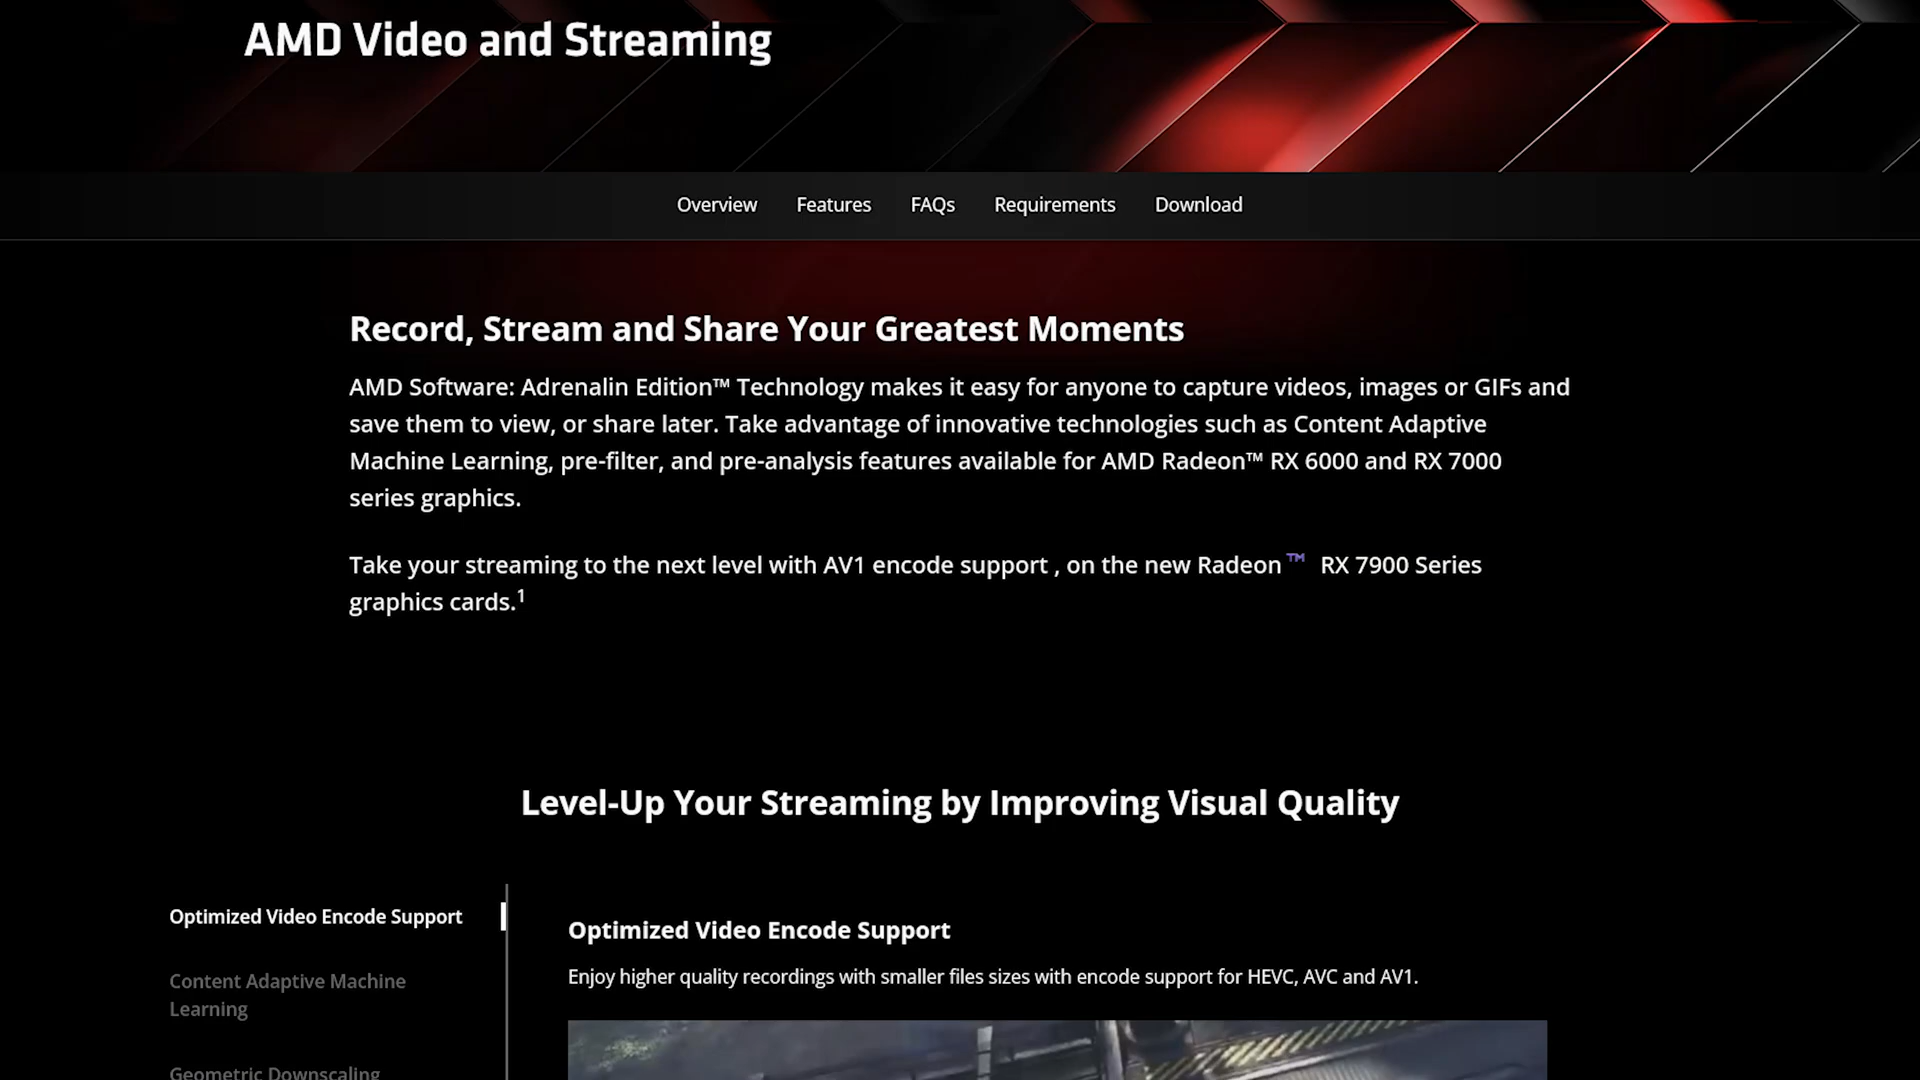 AMD Video and Streaming
Overview Features FAQs Requirements Download
Record, Stream and Share Your Greatest Moments
AMD Software: Adrenalin Edition™ Technology makes it easy for anyone to capture videos, images or GIFs and
save them to view, or share later. Take advantage of innovative technologies such as Content Adaptive
Machine Learning, pre-filter, and pre-analysis features available for AMD Radeon™ RX 6000 and RX 7000
series graphics.
Take your streaming to the next level with AV1 encode support , on the new Radeon™ RX 7900 Series
graphics cards.¹
Level-Up Your Streaming by Improving Visual Quality
Optimized Video Encode Support
Content Adaptive Machine
Learning
Geometric Downscaling
Optimized Video Encode Support
Enjoy higher quality recordings with smaller files sizes with encode support for HEVC, AVC and AV1.